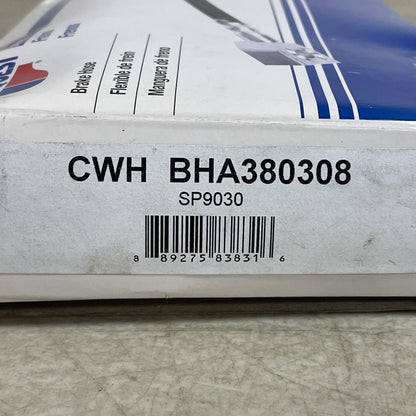 Brake Hose
Flexible de frein
Manguera de freno
CWH BHA380308
SP9030
8 89275 83831 6